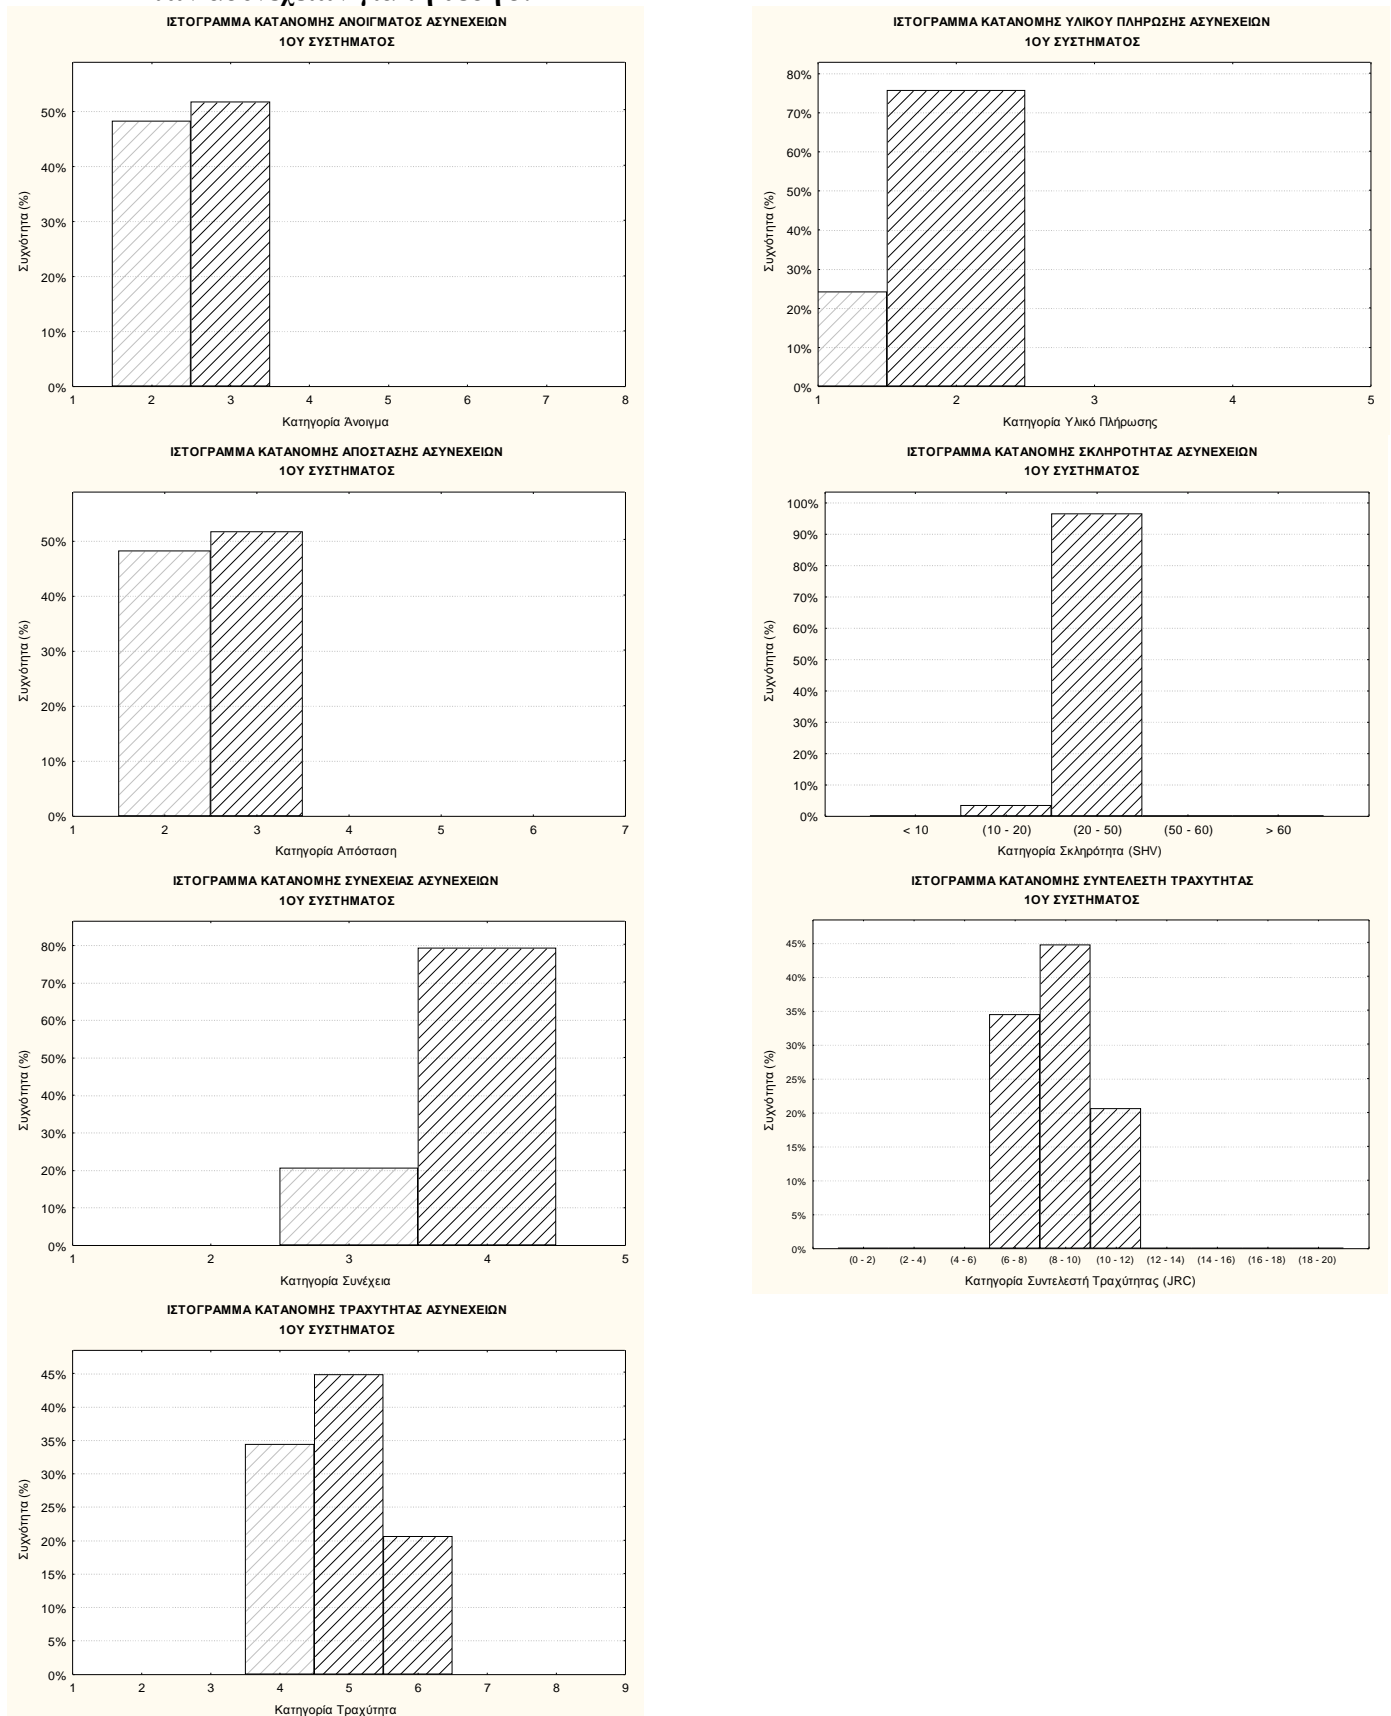 ΙΣΤΟΓΡΑΜΜΑ ΚΑΤΑΝΟΜΗΣ ΑΝΟΙΓΜΑΤΟΣ ΑΣΥΝΕΧΕΙΩΝ
1ΟΥ ΣΥΣΤΗΜΑΤΟΣ
50%
40%
30%
20%
10%
0%
Συχνότητα (%)
1 2 3 4 5 6 7 8
Κατηγορία Άνοιγμα
ΙΣΤΟΓΡΑΜΜΑ ΚΑΤΑΝΟΜΗΣ ΥΛΙΚΟΥ ΠΛΗΡΩΣΗΣ ΑΣΥΝΕΧΕΙΩΝ
1ΟΥ ΣΥΣΤΗΜΑΤΟΣ
80%
70%
60%
50%
40%
30%
20%
10%
0%
Συχνότητα (%)
1 2 3 4 5
Κατηγορία Υλικό Πλήρωσης
ΙΣΤΟΓΡΑΜΜΑ ΚΑΤΑΝΟΜΗΣ ΑΠΟΣΤΑΣΗΣ ΑΣΥΝΕΧΕΙΩΝ
1ΟΥ ΣΥΣΤΗΜΑΤΟΣ
50%
40%
30%
20%
10%
0%
Συχνότητα (%)
1 2 3 4 5 6 7
Κατηγορία Απόσταση
ΙΣΤΟΓΡΑΜΜΑ ΚΑΤΑΝΟΜΗΣ ΣΚΛΗΡΟΤΗΤΑΣ ΑΣΥΝΕΧΕΙΩΝ
1ΟΥ ΣΥΣΤΗΜΑΤΟΣ
100%
90%
80%
70%
60%
50%
40%
30%
20%
10%
0%
Συχνότητα (%)
< 10 (10 - 20) (20 - 50) (50 - 60) > 60
Κατηγορία Σκληρότητα (SHV)
ΙΣΤΟΓΡΑΜΜΑ ΚΑΤΑΝΟΜΗΣ ΣΥΝΕΧΕΙΑΣ ΑΣΥΝΕΧΕΙΩΝ
1ΟΥ ΣΥΣΤΗΜΑΤΟΣ
80%
70%
60%
50%
40%
30%
20%
10%
0%
Συχνότητα (%)
1 2 3 4 5
Κατηγορία Συνέχεια
ΙΣΤΟΓΡΑΜΜΑ ΚΑΤΑΝΟΜΗΣ ΣΥΝΤΕΛΕΣΤΗ ΤΡΑΧΥΤΗΤΑΣ
1ΟΥ ΣΥΣΤΗΜΑΤΟΣ
45%
40%
35%
30%
25%
20%
15%
10%
5%
0%
Συχνότητα (%)
(0 - 2) (2 - 4) (4 - 6) (6 - 8) (8 - 10) (10 - 12) (12 - 14) (14 - 16) (16 - 18) (18 - 20)
Κατηγορία Συντελεστή Τραχύτητας (JRC)
ΙΣΤΟΓΡΑΜΜΑ ΚΑΤΑΝΟΜΗΣ ΤΡΑΧΥΤΗΤΑΣ ΑΣΥΝΕΧΕΙΩΝ
1ΟΥ ΣΥΣΤΗΜΑΤΟΣ
45%
40%
35%
30%
25%
20%
15%
10%
5%
0%
Συχνότητα (%)
1 2 3 4 5 6 7 8 9
Κατηγορία Τραχύτητα